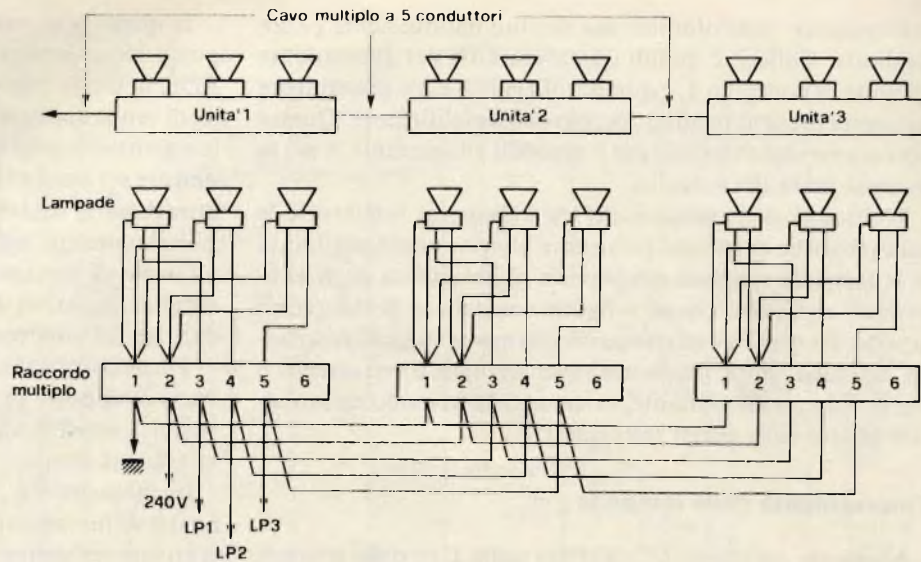 Cavo multiplo a 5 conduttori
Unita'1
Unita'2
Unita'3
Lampade
Raccordo multiplo
1 2 3 4 5 6
1 2 3 4 5 6
1 2 3 4 5 6
240V
LP1
LP2
LP3